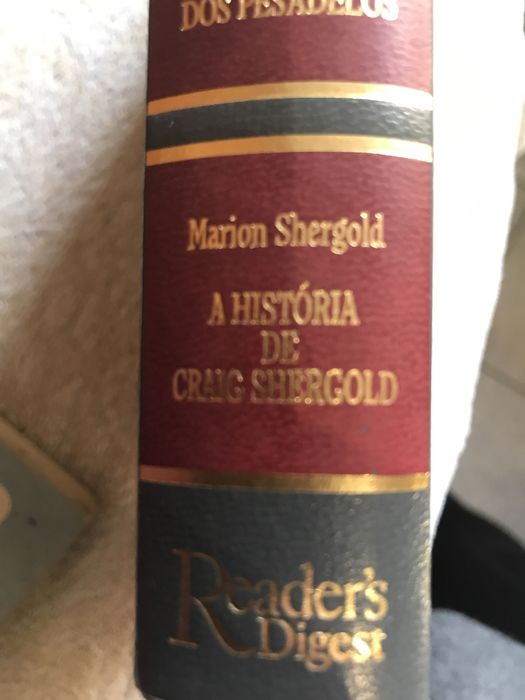 DOS PESADELOS
Marion Shergold
A HISTÓRIA
DE
CRAIG SHERGOLD
Reader's
Digest